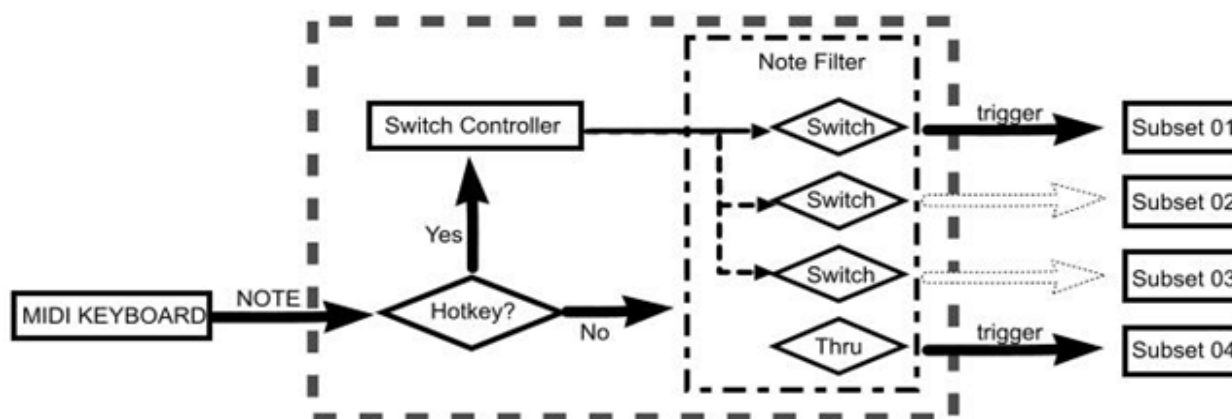 Note Filter
Switch Controller
Switch
trigger
Subset 01
Switch
Subset 02
Yes
Switch
Subset 03
MIDI KEYBOARD
NOTE
Hotkey?
No
Thru
trigger
Subset 04